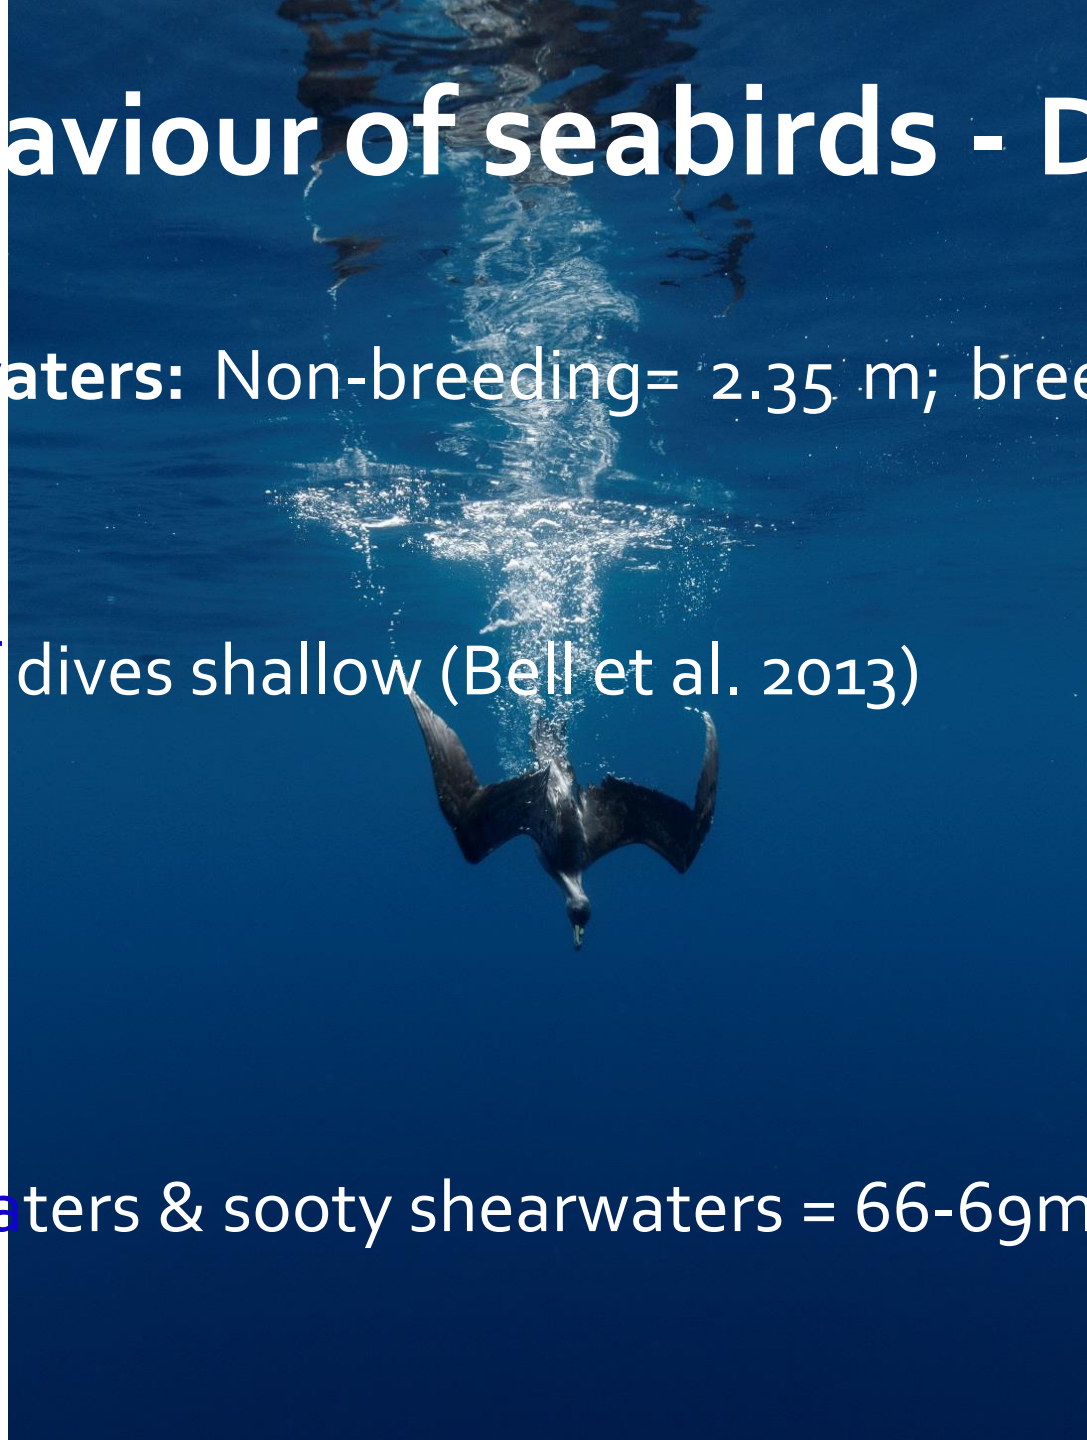 aviour of seabirds - D
aters: Non-breeding= 2.35 m; bree
dives shallow (Bell et al. 2013)
aters & sooty shearwaters = 66-69m